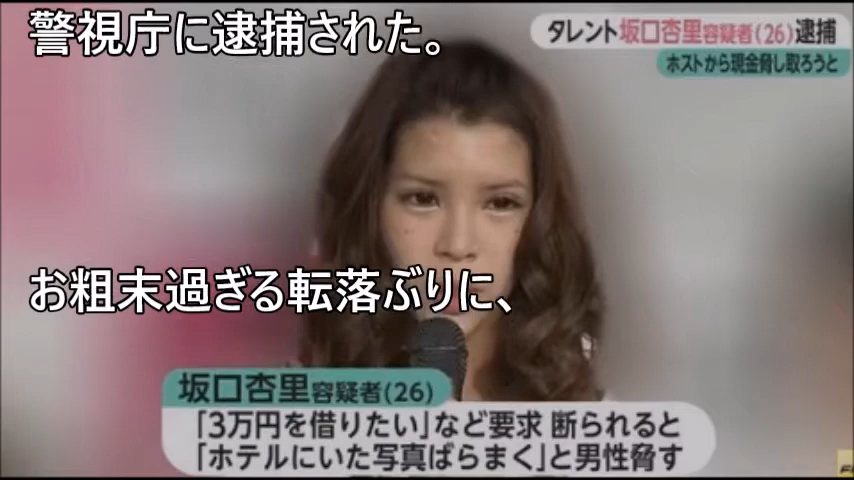 警視庁に逮捕された。
タレント坂口杏里容疑者(26)逮捕
ホストから現金脅し取ろうと
お粗末過ぎる転落ぶりに、
坂口杏里容疑者(26)
「3万円を借りたい」など要求 断られると
「ホテルにいた写真ばらまく」と男性脅す